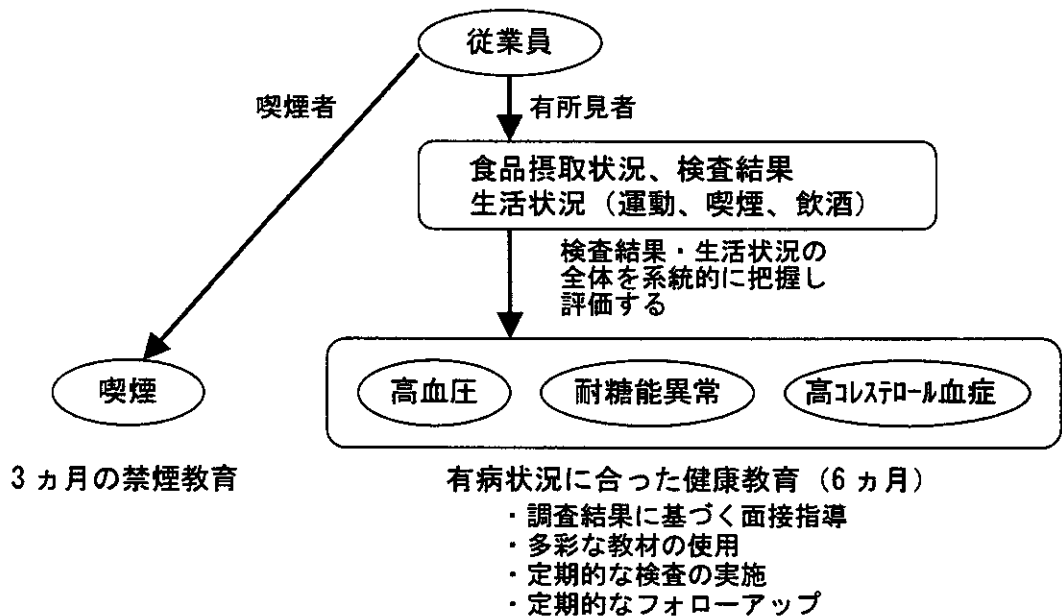 従業員
喫煙者
有所見者
食品摂取状況、検査結果
生活状況（運動、喫煙、飲酒）
検査結果・生活状況の
全体を系統的に把握し
評価する
喫煙
高血圧
耐糖能異常
高ｺﾚｽﾃﾛｰﾙ血症
3ヵ月の禁煙教育
有病状況に合った健康教育（6ヵ月）
・調査結果に基づく面接指導
・多彩な教材の使用
・定期的な検査の実施
・定期的なフォローアップ